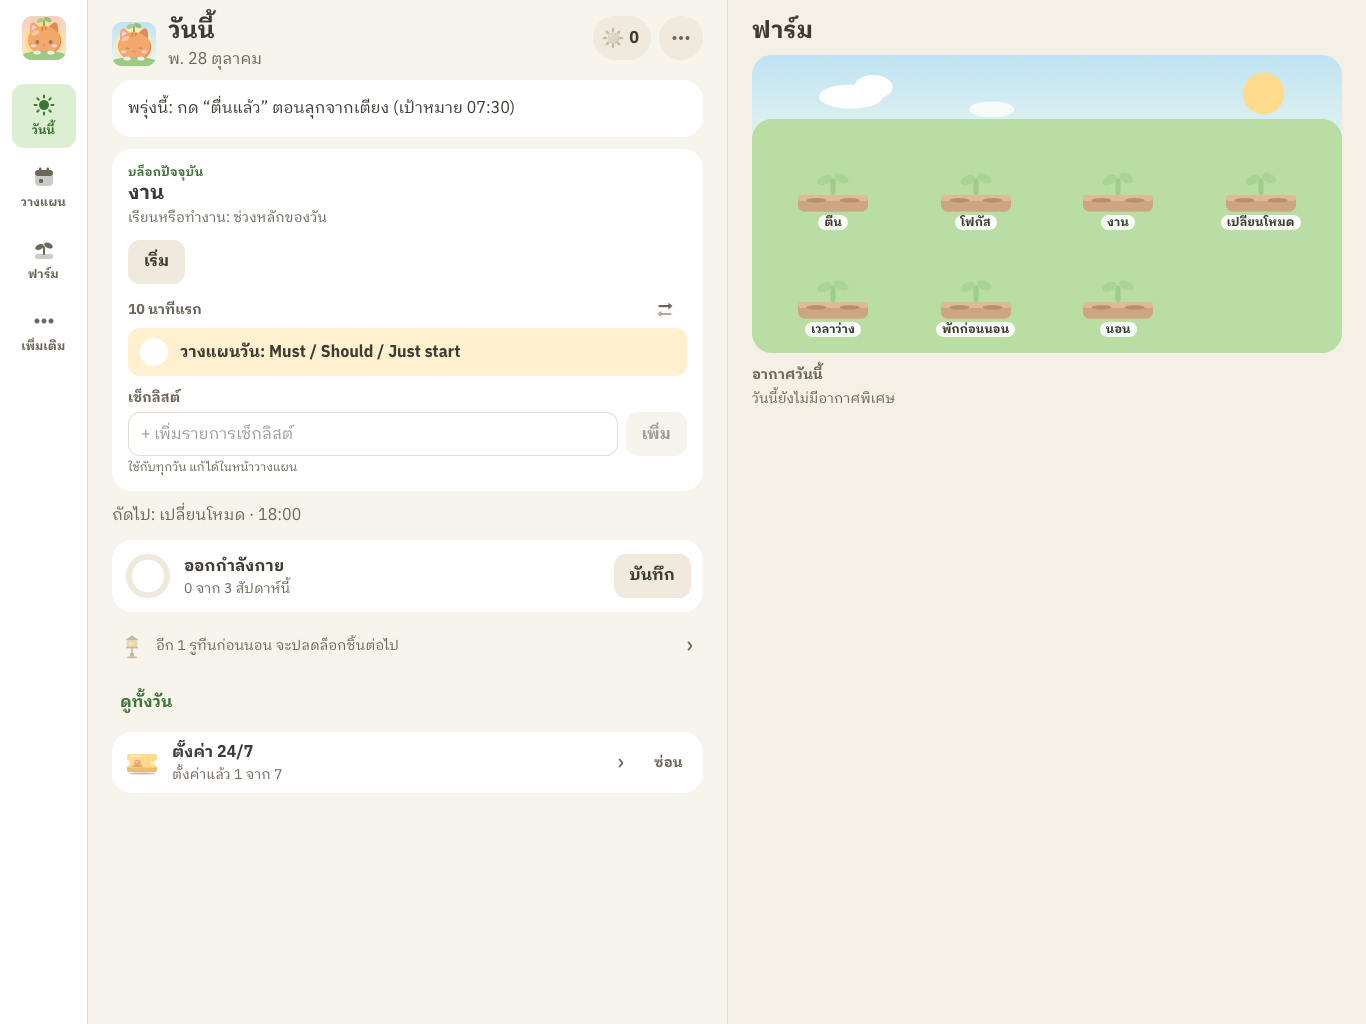 วันนี้
วางแผน
ฟาร์ม
เพิ่มเติม
วันนี้
พ. 28 ตุลาคม
0
พรุ่งนี้: กด “ตื่นแล้ว” ตอนลุกจากเตียง (เป้าหมาย 07:30)
บล็อกปัจจุบัน
งาน
เรียนหรือทำงาน: ช่วงหลักของวัน
เริ่ม
10 นาทีแรก
วางแผนวัน: Must / Should / Just start
เช็กลิสต์
+ เพิ่มรายการเช็กลิสต์
เพิ่ม
ใช้กับทุกวัน แก้ได้ในหน้าวางแผน
ถัดไป: เปลี่ยนโหมด · 18:00
ออกกำลังกาย
0 จาก 3 สัปดาห์นี้
บันทึก
อีก 1 รูทีนก่อนนอน จะปลดล็อกชิ้นต่อไป
ดูทั้งวัน
ตั้งค่า 24/7
ตั้งค่าแล้ว 1 จาก 7
ซ่อน
ฟาร์ม
ตื่น
โฟกัส
งาน
เปลี่ยนโหมด
เวลาว่าง
พักก่อนนอน
นอน
อากาศวันนี้
วันนี้ยังไม่มีอากาศพิเศษ